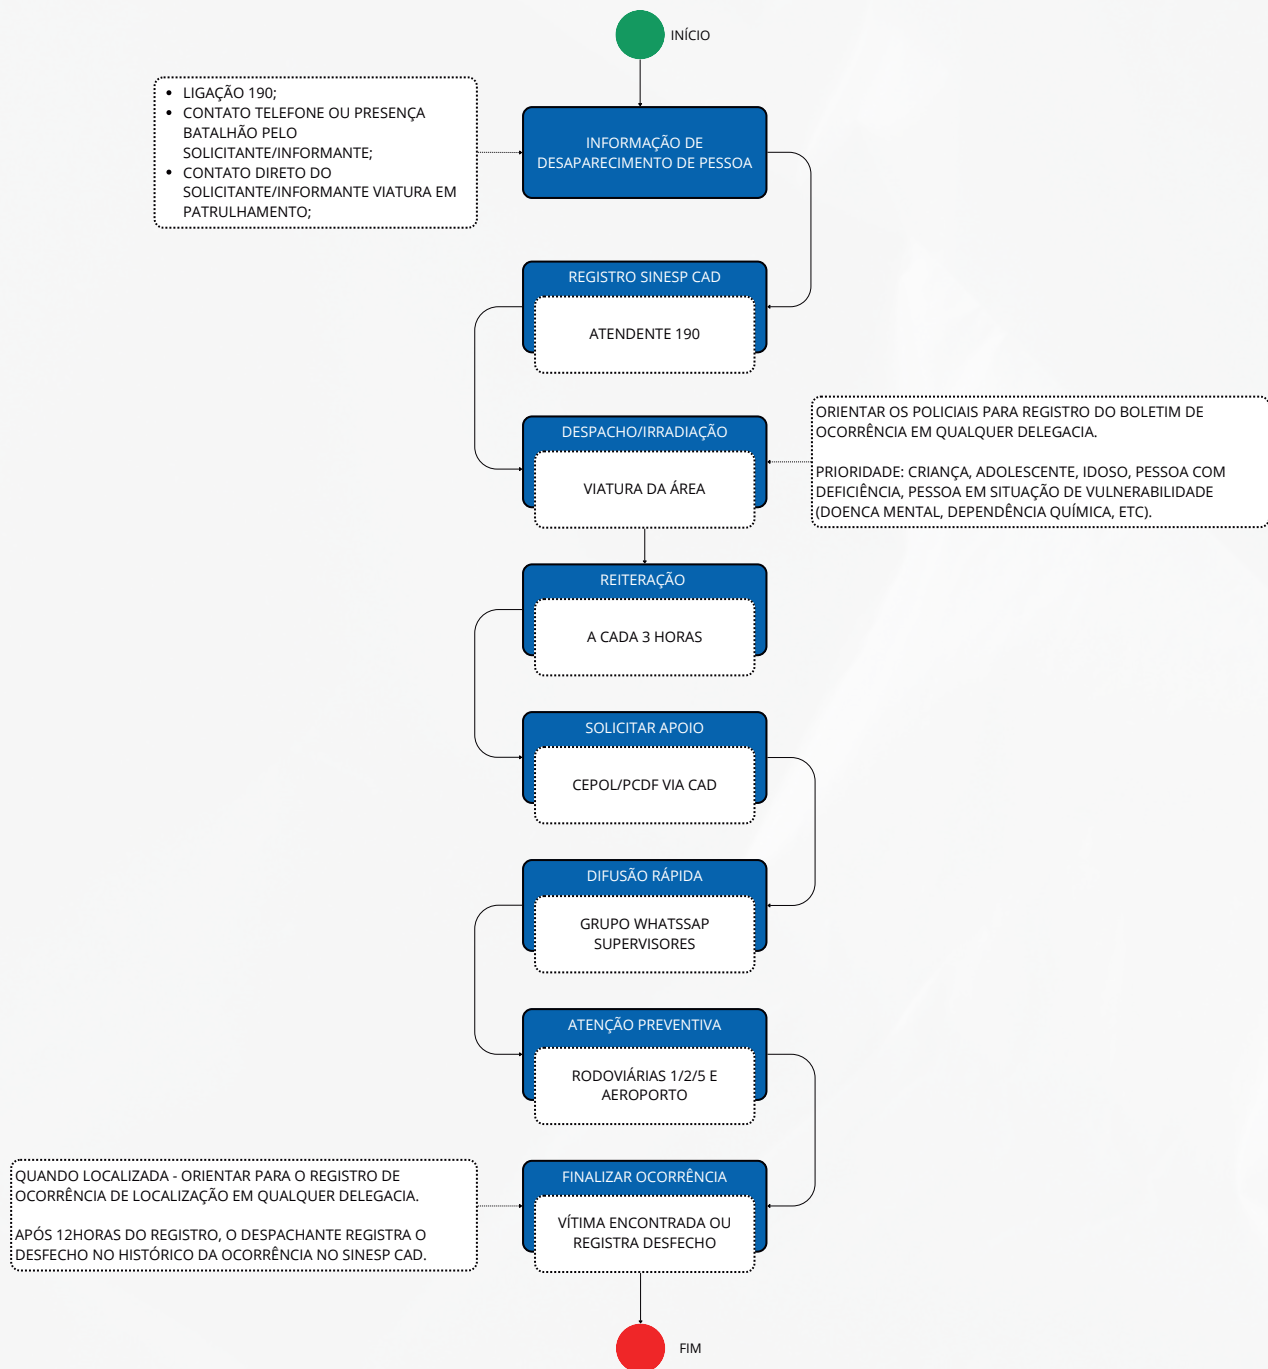 INÍCIO
• LIGAÇÃO 190;
• CONTATO TELEFONE OU PRESENÇA
BATALHÃO PELO
SOLICITANTE/INFORMANTE;
• CONTATO DIRETO DO
SOLICITANTE/INFORMANTE VIATURA EM
PATRULHAMENTO;
INFORMAÇÃO DE
DESAPARECIMENTO DE PESSOA
REGISTRO SINESP CAD
ATENDENTE 190
DESPACHO/IRRADIAÇÃO
VIATURA DA ÁREA
ORIENTAR OS POLICIAIS PARA REGISTRO DO BOLETIM DE
OCORRÊNCIA EM QUALQUER DELEGACIA.
PRIORIDADE: CRIANÇA, ADOLESCENTE, IDOSO, PESSOA COM
DEFICIÊNCIA, PESSOA EM SITUAÇÃO DE VULNERABILIDADE
(DOENCA MENTAL, DEPENDÊNCIA QUÍMICA, ETC).
REITERAÇÃO
A CADA 3 HORAS
SOLICITAR APOIO
CEPOL/PCDF VIA CAD
DIFUSÃO RÁPIDA
GRUPO WHATSSAP
SUPERVISORES
ATENÇÃO PREVENTIVA
RODOVIÁRIAS 1/2/5 E
AEROPORTO
QUANDO LOCALIZADA - ORIENTAR PARA O REGISTRO DE
OCORRÊNCIA DE LOCALIZAÇÃO EM QUALQUER DELEGACIA.
APÓS 12HORAS DO REGISTRO, O DESPACHANTE REGISTRA O
DESFECHO NO HISTÓRICO DA OCORRÊNCIA NO SINESP CAD.
FINALIZAR OCORRÊNCIA
VÍTIMA ENCONTRADA OU
REGISTRA DESFECHO
FIM